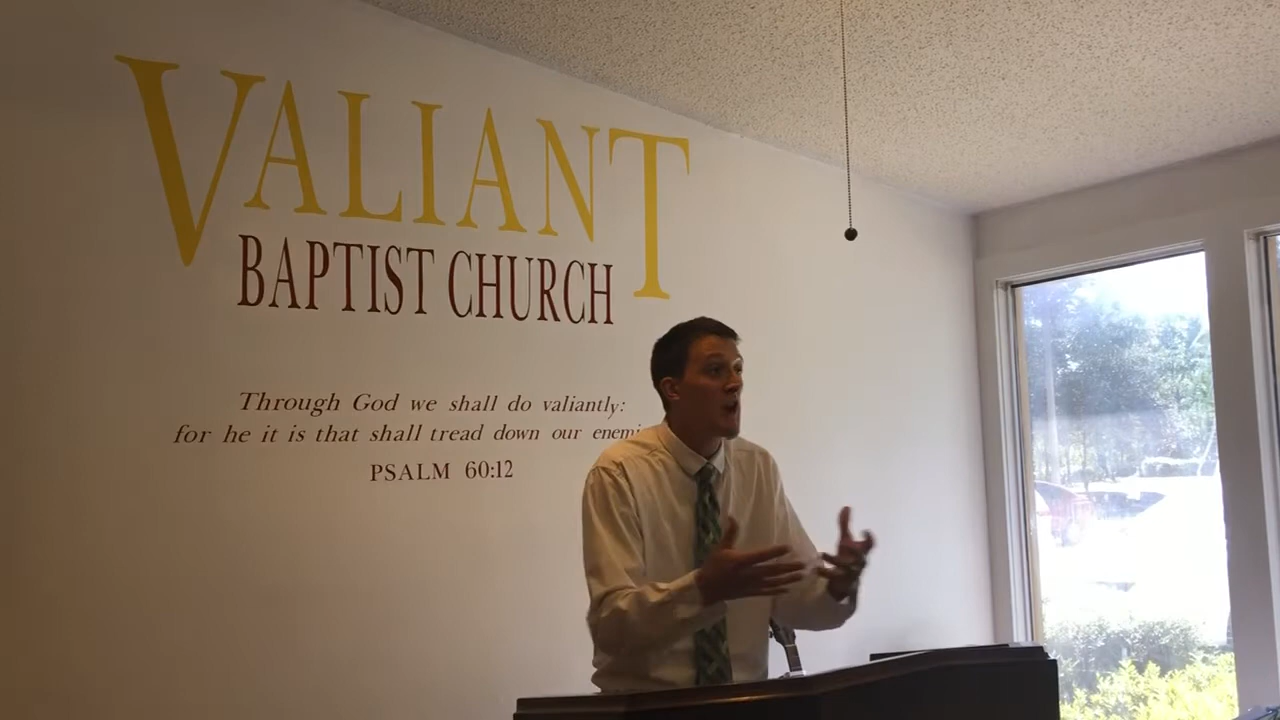 VALIANT
BAPTIST CHURCH
Through God we shall do valiantly:
for he it is that shall tread down our
PSALM 60:12